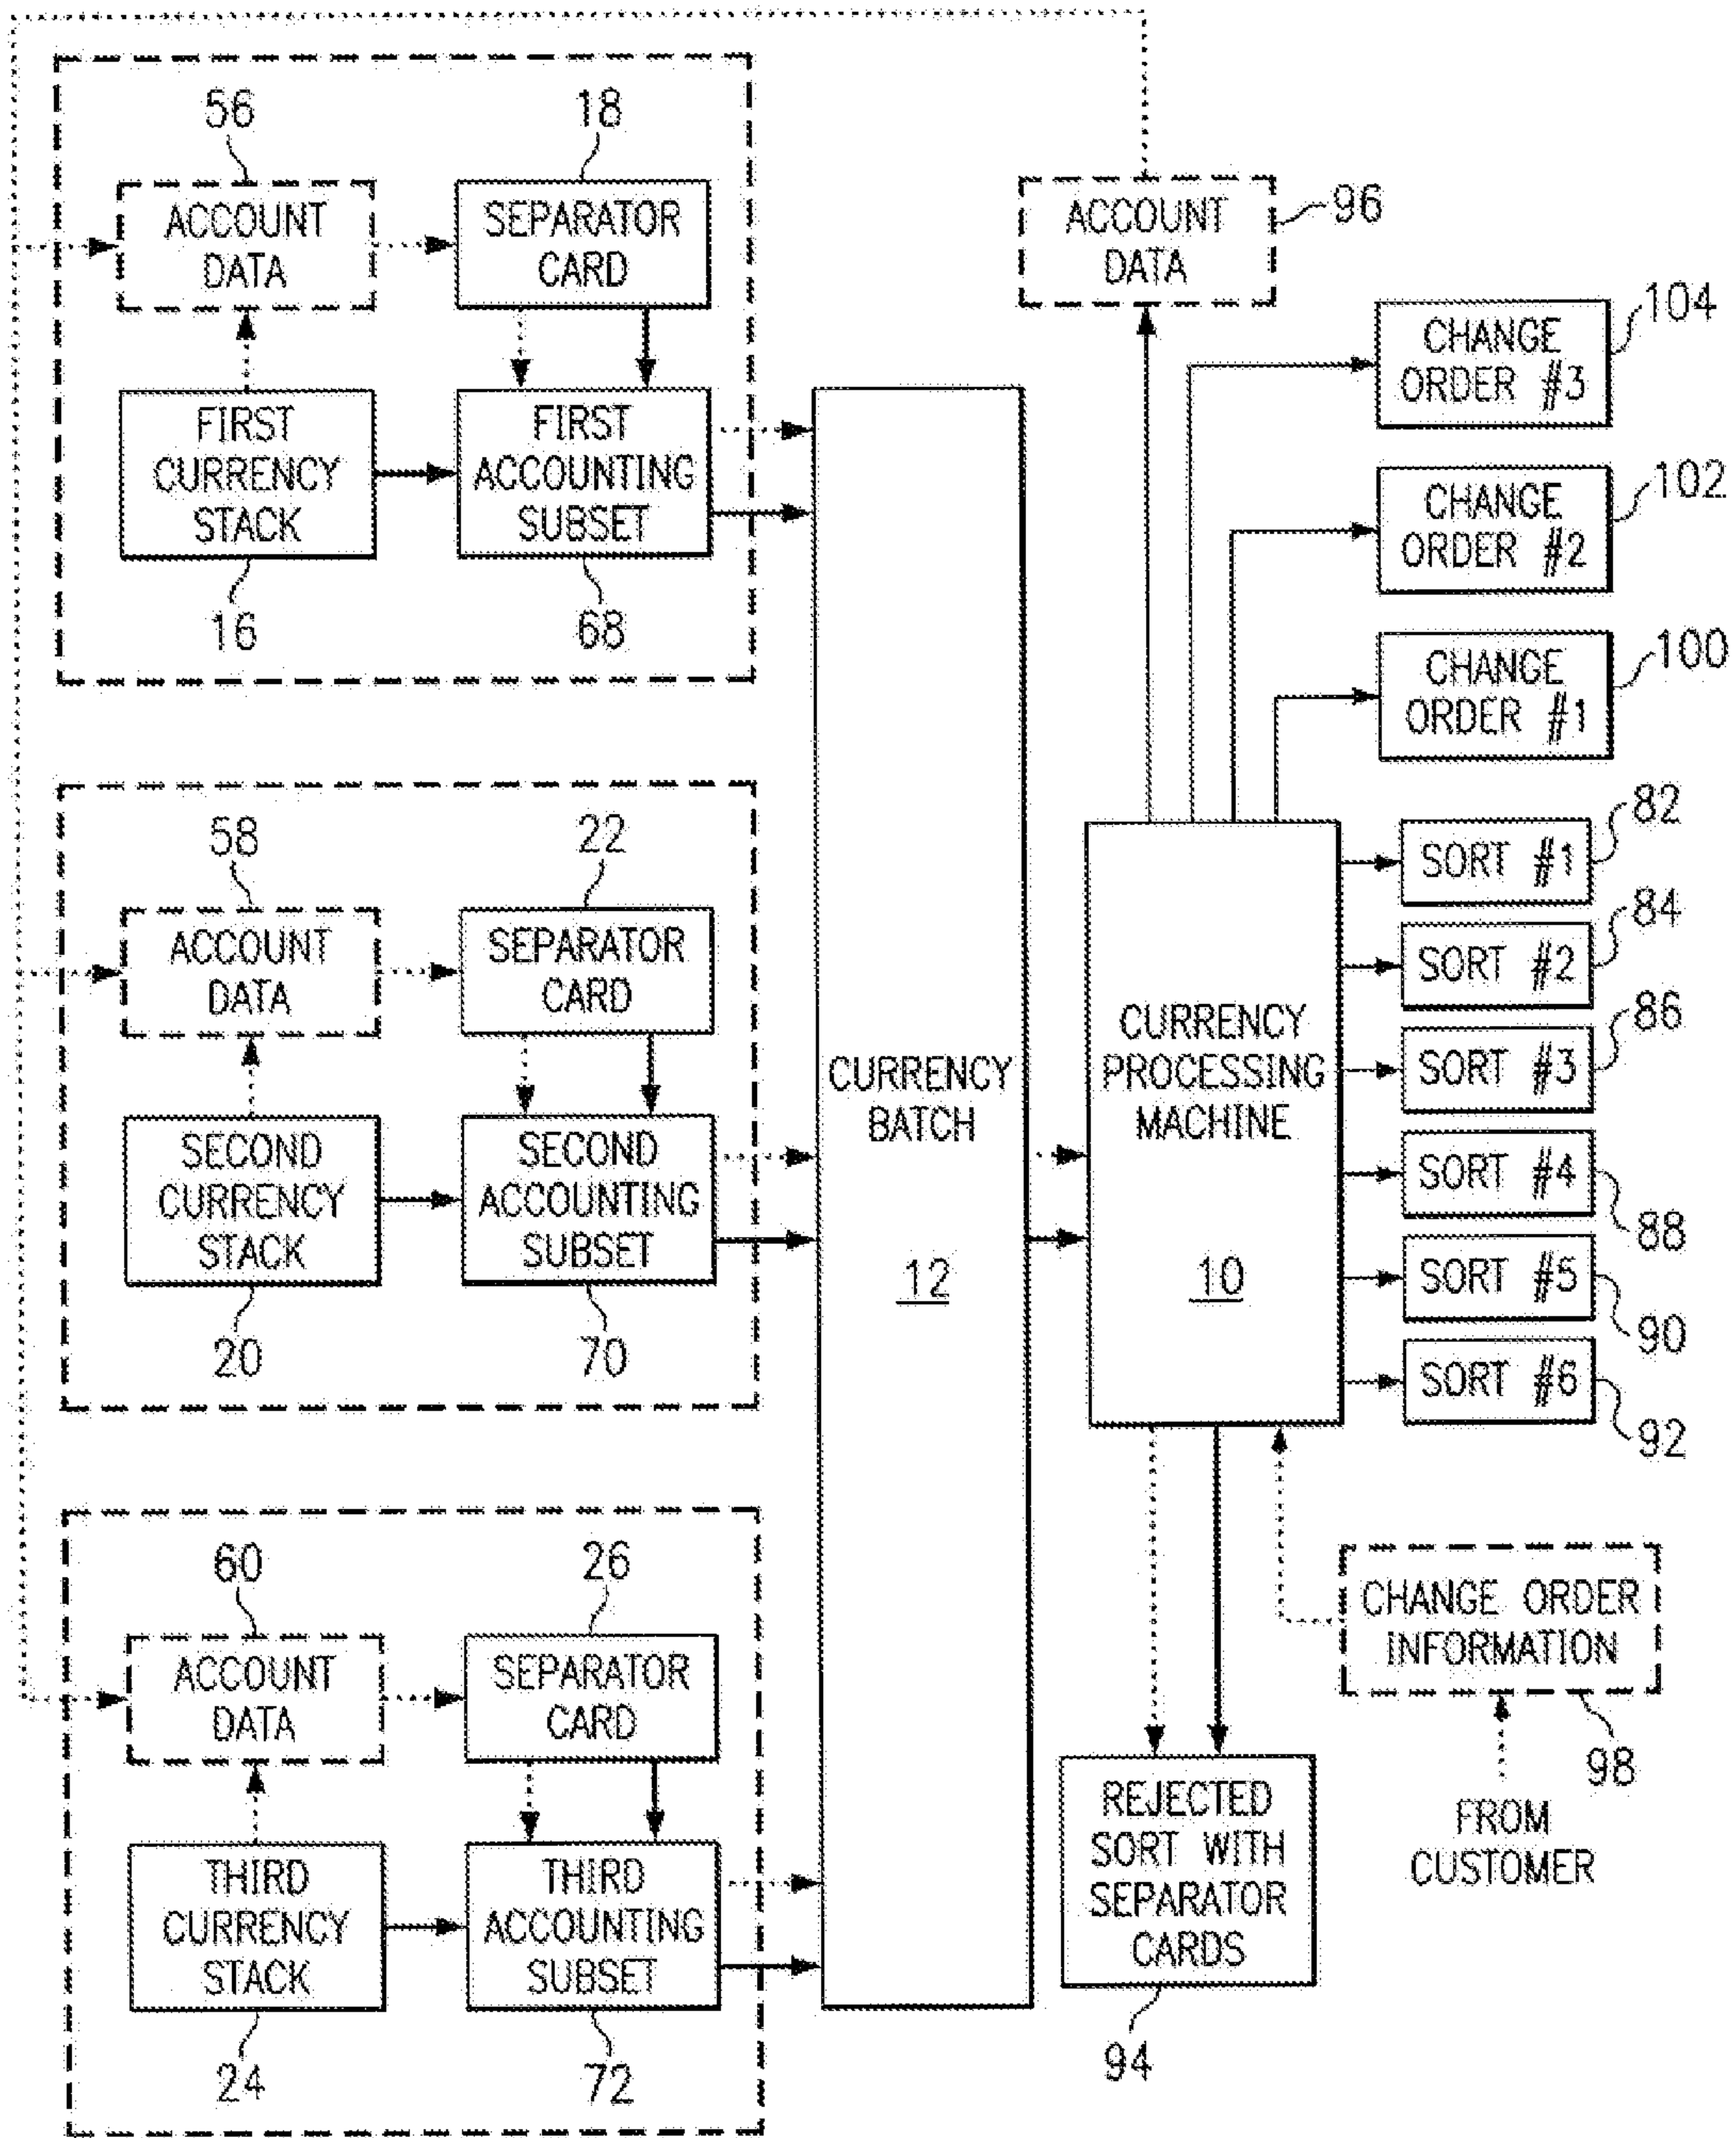 56
18
ACCOUNT
DATA
SEPARATOR
CARD
FIRST
CURRENCY
STACK
FIRST
ACCOUNTING
SUBSET
16
68
58
22
ACCOUNT
DATA
SEPARATOR
CARD
SECOND
CURRENCY
STACK
SECOND
ACCOUNTING
SUBSET
20
70
60
26
ACCOUNT
DATA
SEPARATOR
CARD
THIRD
CURRENCY
STACK
THIRD
ACCOUNTING
SUBSET
24
72
CURRENCY
BATCH
12
ACCOUNT
DATA
96
CHANGE
ORDER #3
104
CHANGE
ORDER #2
102
CHANGE
ORDER #1
100
CURRENCY
PROCESSING
MACHINE
10
SORT #1
82
SORT #2
84
SORT #3
86
SORT #4
88
SORT #5
90
SORT #6
92
CHANGE ORDER
INFORMATION
98
FROM
CUSTOMER
REJECTED
SORT WITH
SEPARATOR
CARDS
94